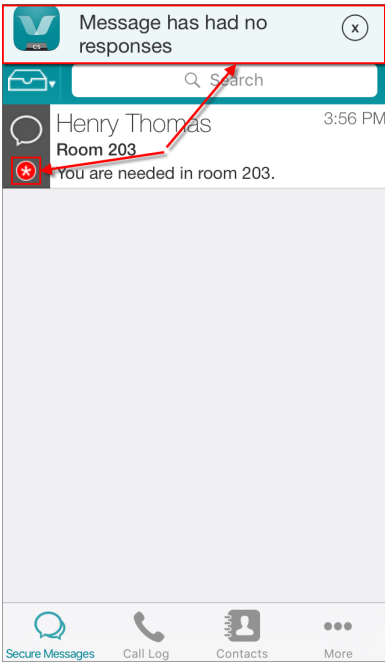 Message has had no
responses
x
CS
Search
Henry Thomas
3:56 PM
Room 203
You are needed in room 203.
Secure Messages
Call Log
Contacts
More